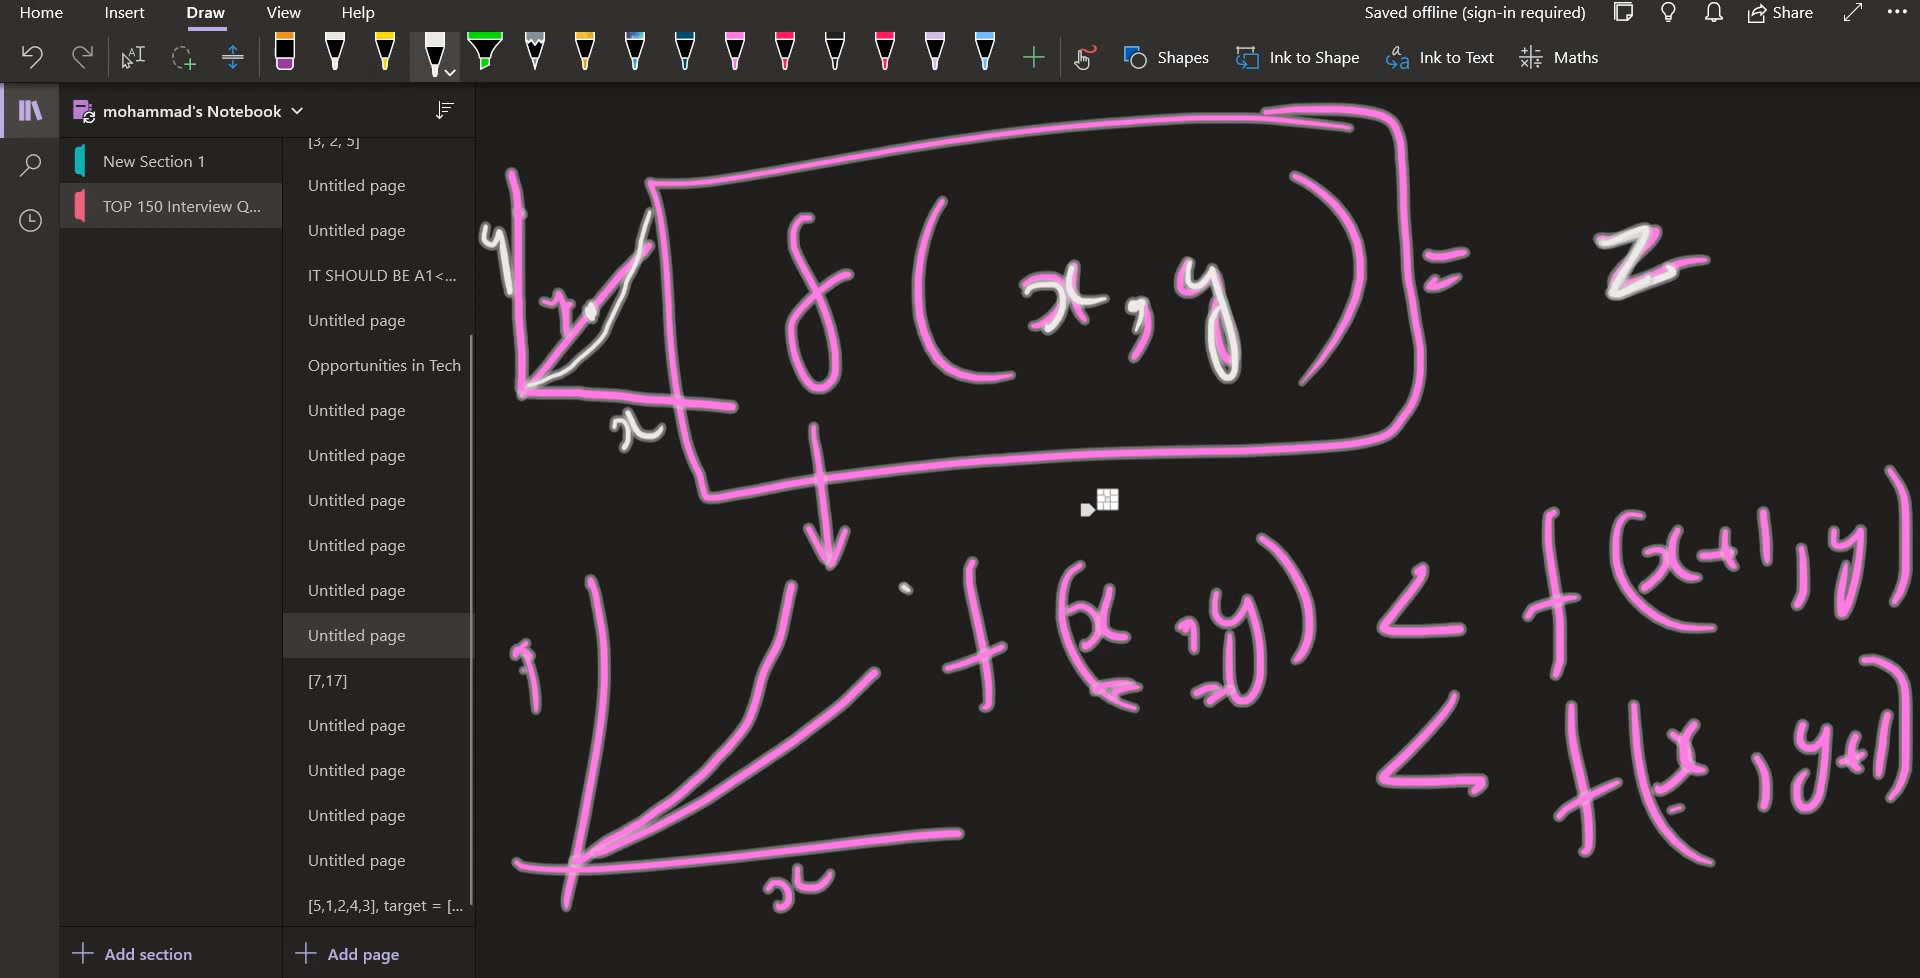 Home Insert Draw View Help Saved offline (sign-in required) Share
Shapes Ink to Shape Ink to Text Maths
mohammad's Notebook
New Section 1
TOP 150 Interview Q...
[3, 2, 5]
Untitled page
Untitled page
IT SHOULD BE A1<...
Untitled page
Opportunities in Tech
Untitled page
Untitled page
Untitled page
Untitled page
Untitled page
Untitled page
[7,17]
Untitled page
Untitled page
Untitled page
Untitled page
[5,1,2,4,3], target = [...
Add section
Add page
y
x
f(x,y) = z
f(x,y) < f(x+1,y)
< f(x,y+1)
x